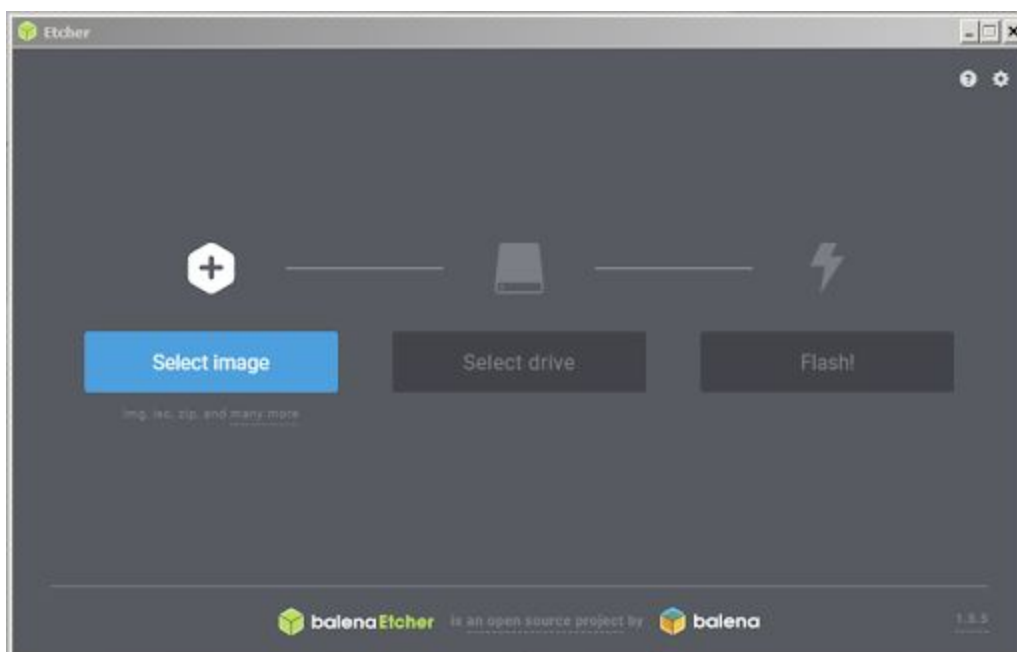 Etcher
Select image
Select drive
Flash!
img, iso, zip, and many more
balenaEtcher is an open source project by balena